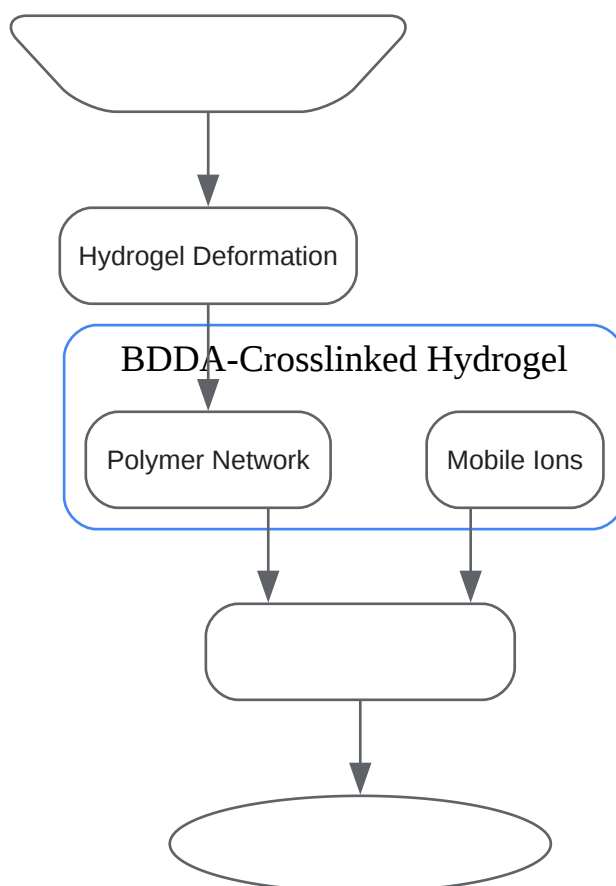 Hydrogel Deformation
BDDA-Crosslinked Hydrogel
Polymer Network
Mobile Ions